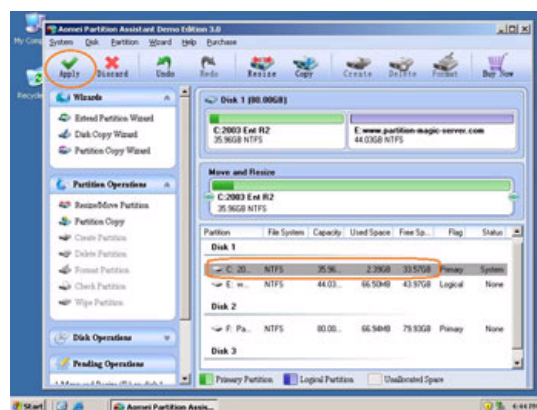 Aomei Partition Assistant Demo Edition 3.0
My Comp
System Disk Partition Wizard Help Purchase
Apply Discard Undo Redo Resize Copy Create Delete Format Buy Now
Recycle
Wizards
Extend Partition Wizard
Disk Copy Wizard
Partition Copy Wizard
Partition Operations
Resize/Move Partition
Partition Copy
Create Partition
Delete Partition
Format Partition
Check Partition
Wipe Partition
Disk Operations
Pending Operations
Disk 1 (80.00GB)
C:2003 Ent R2
35.96GB NTFS
E:www.partition-magic-server.com
44.03GB NTFS
Move and Resize
C:2003 Ent R2
35.96GB NTFS
Partition File System Capacity Used Space Free Sp... Flag Status
Disk 1
C: 20... NTFS 35.96... 2.39GB 33.57GB Primary System
E: w... NTFS 44.03... 66.50MB 43.97GB Logical None
Disk 2
F: Pa... NTFS 80.00... 66.94MB 79.93GB Primary None
Disk 3
Primary Partition Logical Partition Unallocated Space
Start Aomei Partition Assis... 4:44 PM